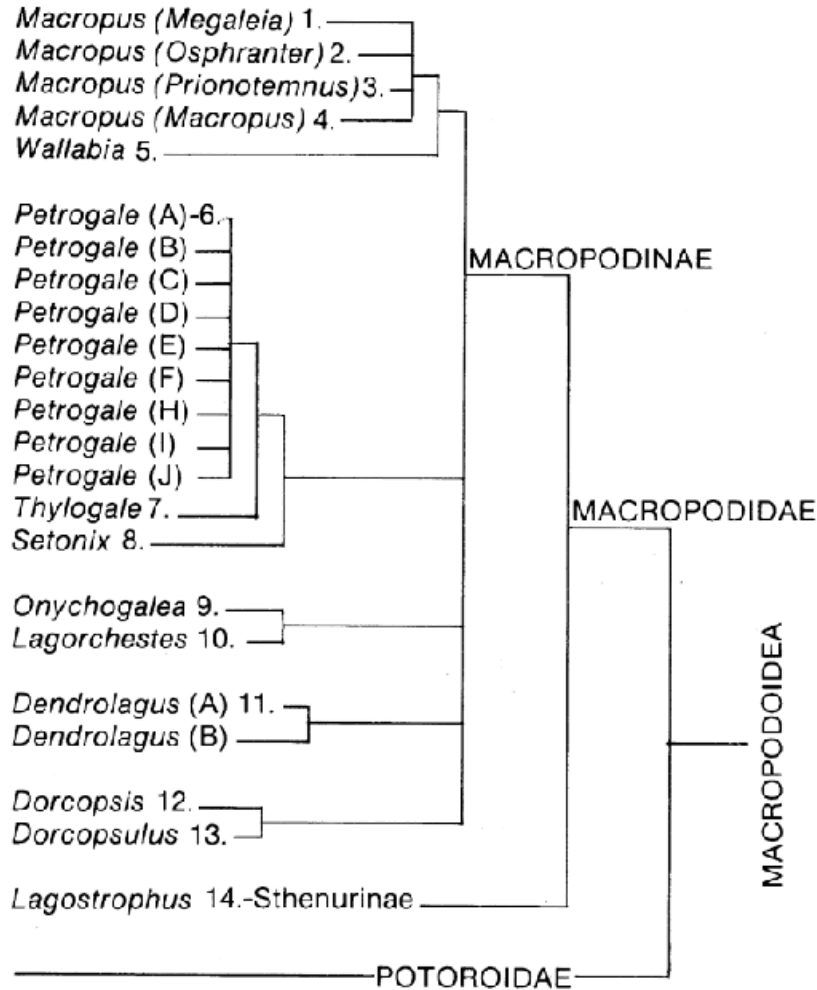 Macropus (Megaleia) 1.
Macropus (Osphranter) 2.
Macropus (Prionotemnus) 3.
Macropus (Macropus) 4.
Wallabia 5.
Petrogale (A)-6.
Petrogale (B)
Petrogale (C)
Petrogale (D)
Petrogale (E)
Petrogale (F)
Petrogale (H)
Petrogale (I)
Petrogale (J)
Thylogale 7.
Setonix 8.
Onychogalea 9.
Lagorchestes 10.
Dendrolagus (A) 11.
Dendrolagus (B)
Dorcopsis 12.
Dorcopsulus 13.
Lagostrophus 14.-Sthenurinae
POTOROIDAE
MACROPODINAE
MACROPODIDAE
MACROPODOIDEA